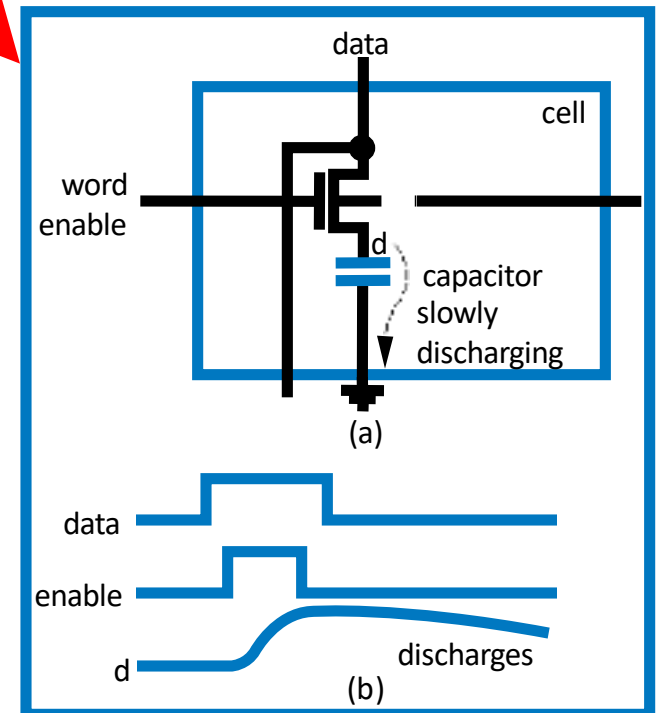 data
cell
word
enable
d
capacitor
slowly
discharging
(a)
data
enable
d
discharges
(b)